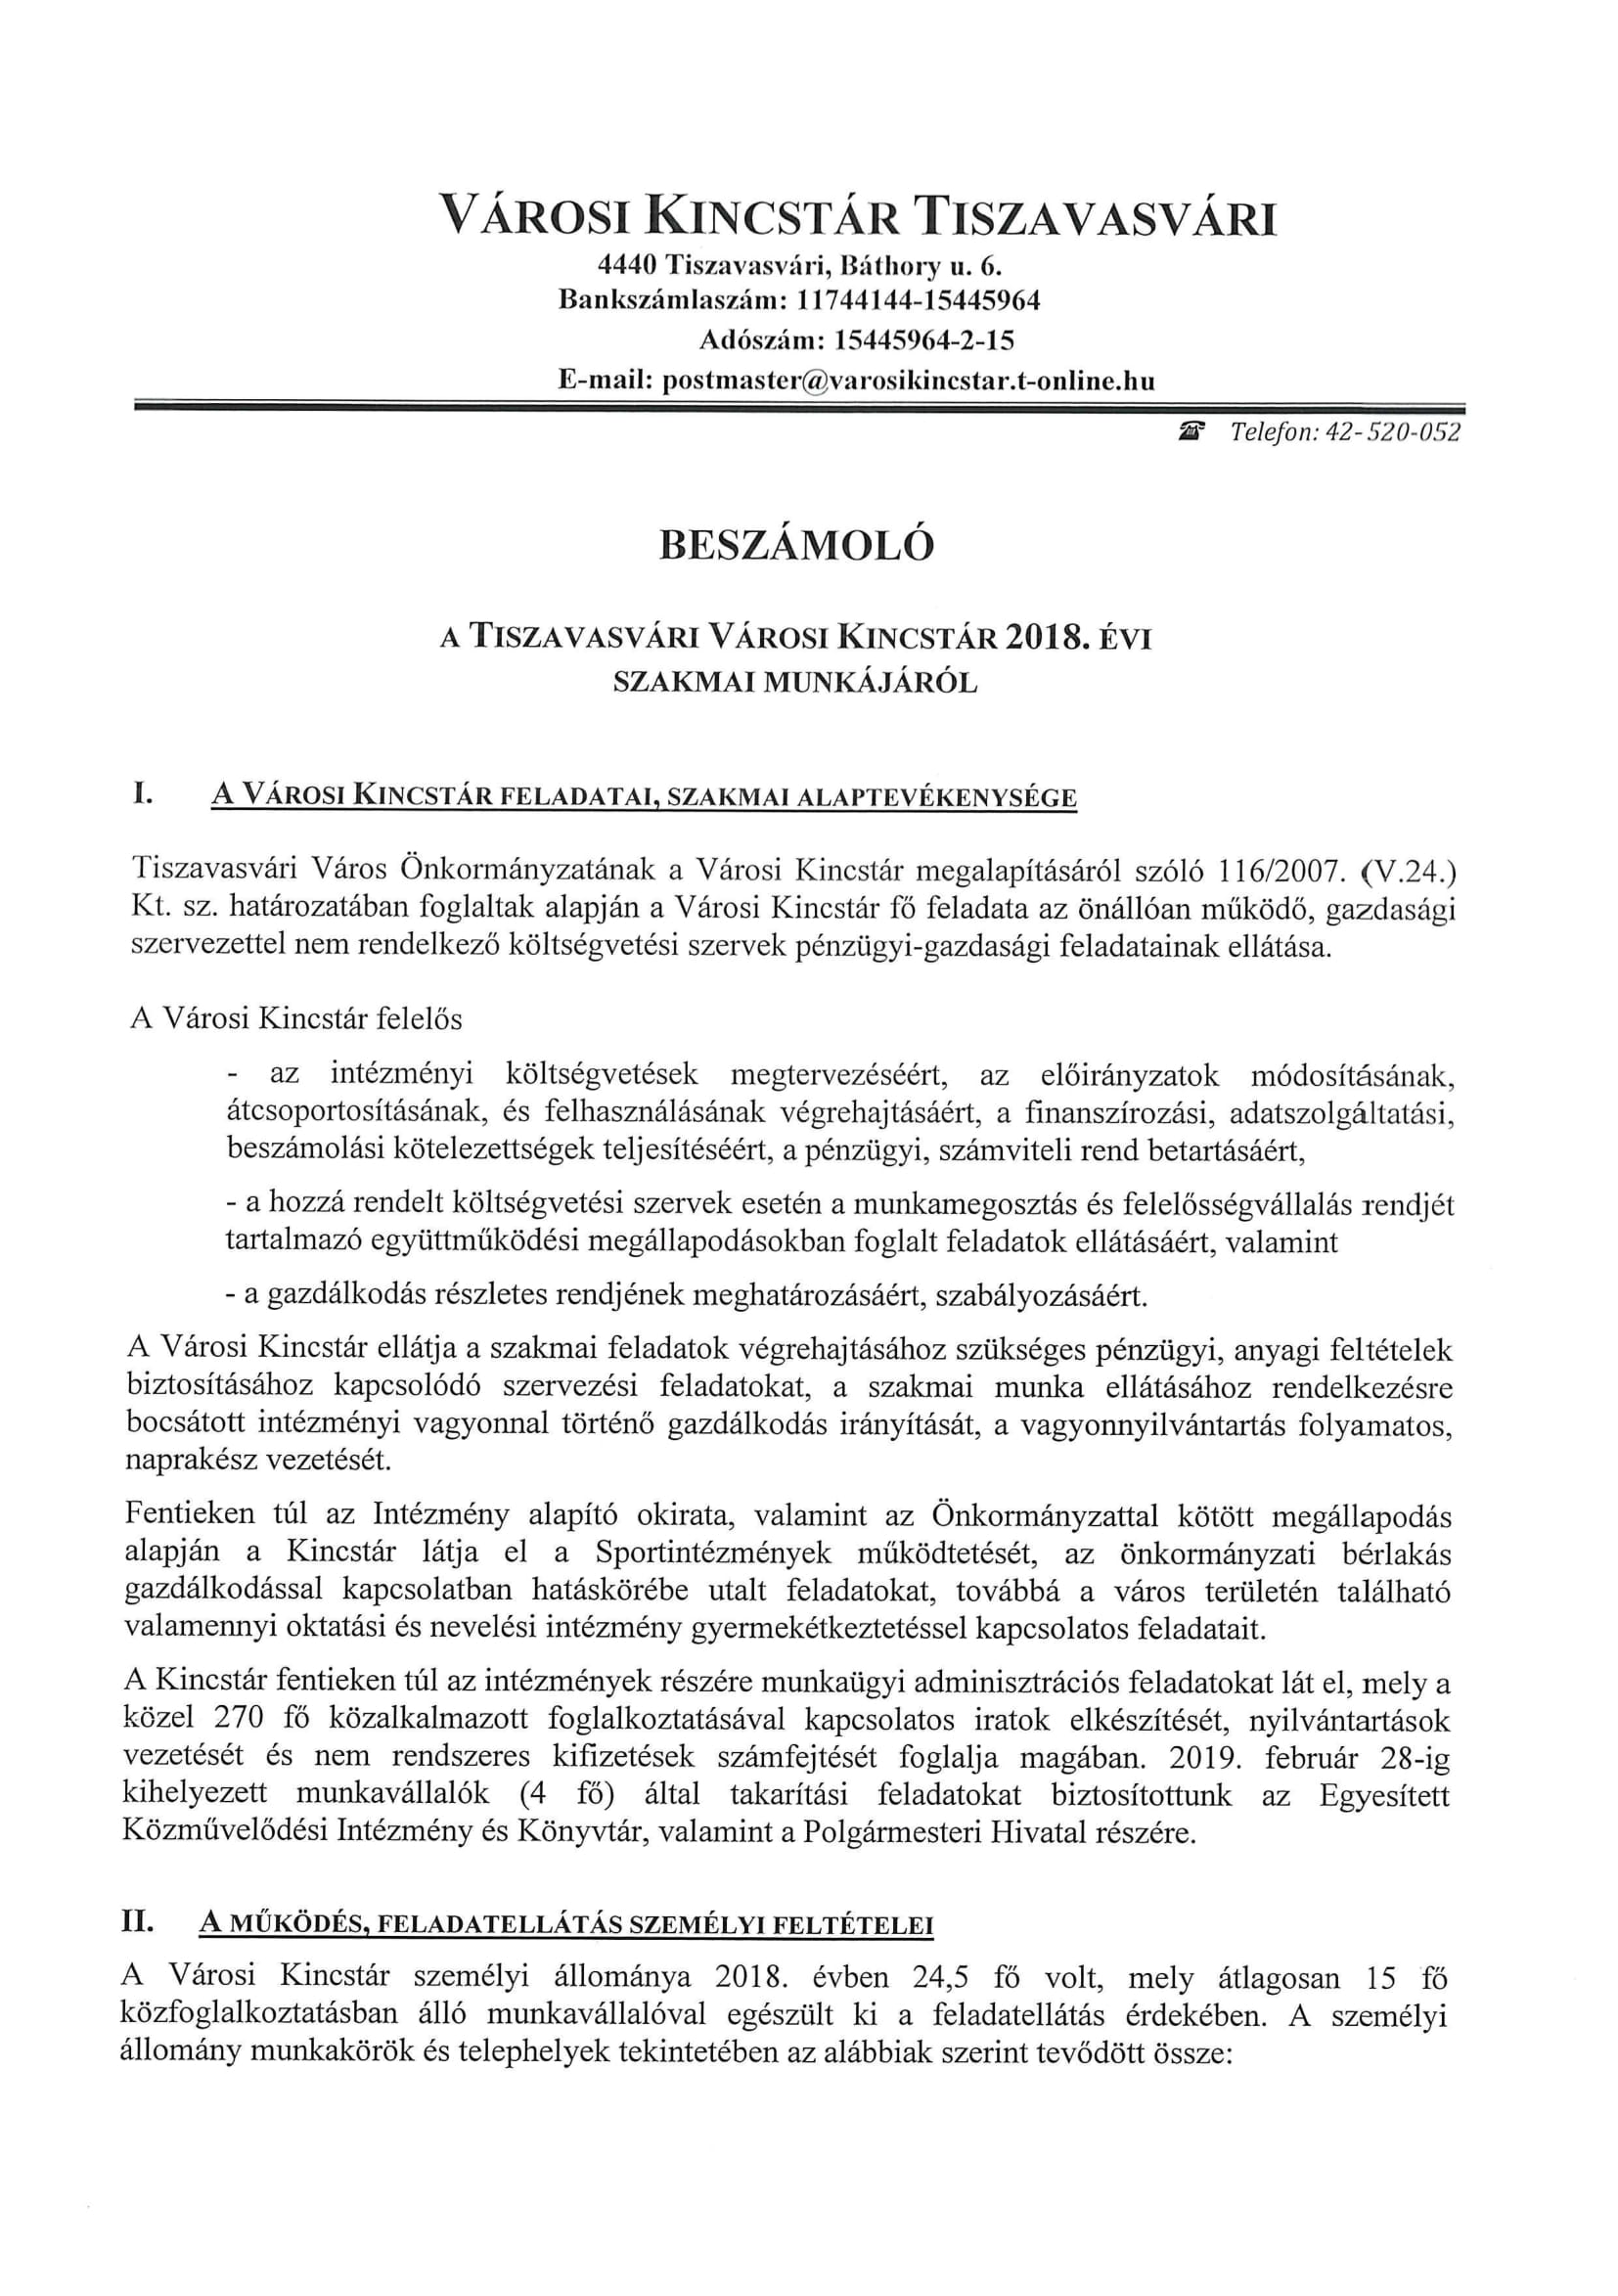 VÁROSI KINCSTÁR TISZAVASVÁRI
4440 Tiszavasvári, Báthory u. 6.
Bankszámlaszám: 11744144-15445964
Adószám: 15445964-2-15
E-mail: postmaster@varosikincstar.t-online.hu
☎ Telefon: 42-520-052
BESZÁMOLÓ
A TISZAVASVÁRI VÁROSI KINCSTÁR 2018. ÉVI
SZAKMAI MUNKÁJÁRÓL
I. A VÁROSI KINCSTÁR FELADATAI, SZAKMAI ALAPTEVÉKENYSÉGE
Tiszavasvári Város Önkormányzatának a Városi Kincstár megalapításáról szóló 116/2007. (V.24.)
Kt. sz. határozatában foglaltak alapján a Városi Kincstár fő feladata az önállóan működő, gazdasági
szervezettel nem rendelkező költségvetési szervek pénzügyi-gazdasági feladatainak ellátása.
A Városi Kincstár felelős
- az intézményi költségvetések megtervezéséért, az előirányzatok módosításának,
átcsoportosításának, és felhasználásának végrehajtásáért, a finanszírozási, adatszolgáltatási,
beszámolási kötelezettségek teljesítéséért, a pénzügyi, számviteli rend betartásáért,
- a hozzá rendelt költségvetési szervek esetén a munkamegosztás és felelősségvállalás rendjét
tartalmazó együttműködési megállapodásokban foglalt feladatok ellátásáért, valamint
- a gazdálkodás részletes rendjének meghatározásáért, szabályozásáért.
A Városi Kincstár ellátja a szakmai feladatok végrehajtásához szükséges pénzügyi, anyagi feltételek
biztosításához kapcsolódó szervezési feladatokat, a szakmai munka ellátásához rendelkezésre
bocsátott intézményi vagyonnal történő gazdálkodás irányítását, a vagyonnyilvántartás folyamatos,
naprakész vezetését.
Fentieken túl az Intézmény alapító okirata, valamint az Önkormányzattal kötött megállapodás
alapján a Kincstár látja el a Sportintézmények működtetését, az önkormányzati bérlakás
gazdálkodással kapcsolatban hatáskörébe utalt feladatokat, továbbá a város területén található
valamennyi oktatási és nevelési intézmény gyermekétkeztetéssel kapcsolatos feladatait.
A Kincstár fentieken túl az intézmények részére munkaügyi adminisztrációs feladatokat lát el, mely a
közel 270 fő közalkalmazott foglalkoztatásával kapcsolatos iratok elkészítését, nyilvántartások
vezetését és nem rendszeres kifizetések számfejtését foglalja magában. 2019. február 28-ig
kihelyezett munkavállalók (4 fő) által takarítási feladatokat biztosítottunk az Egyesített
Közművelődési Intézmény és Könyvtár, valamint a Polgármesteri Hivatal részére.
II. A MŰKÖDÉS, FELADATELLÁTÁS SZEMÉLYI FELTÉTELEI
A Városi Kincstár személyi állománya 2018. évben 24,5 fő volt, mely átlagosan 15 fő
közfoglalkoztatásban álló munkavállalóval egészült ki a feladatellátás érdekében. A személyi
állomány munkakörök és telephelyek tekintetében az alábbiak szerint tevődött össze: